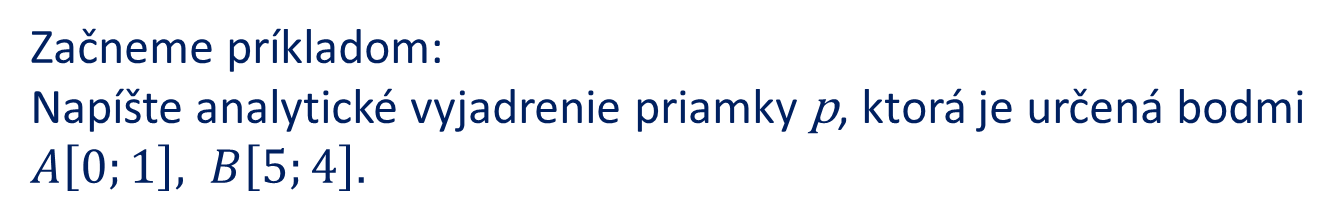 Začneme príkladom:
Napíšte analytické vyjadrenie priamky p, ktorá je určená bodmi
A[0; 1], B[5; 4].